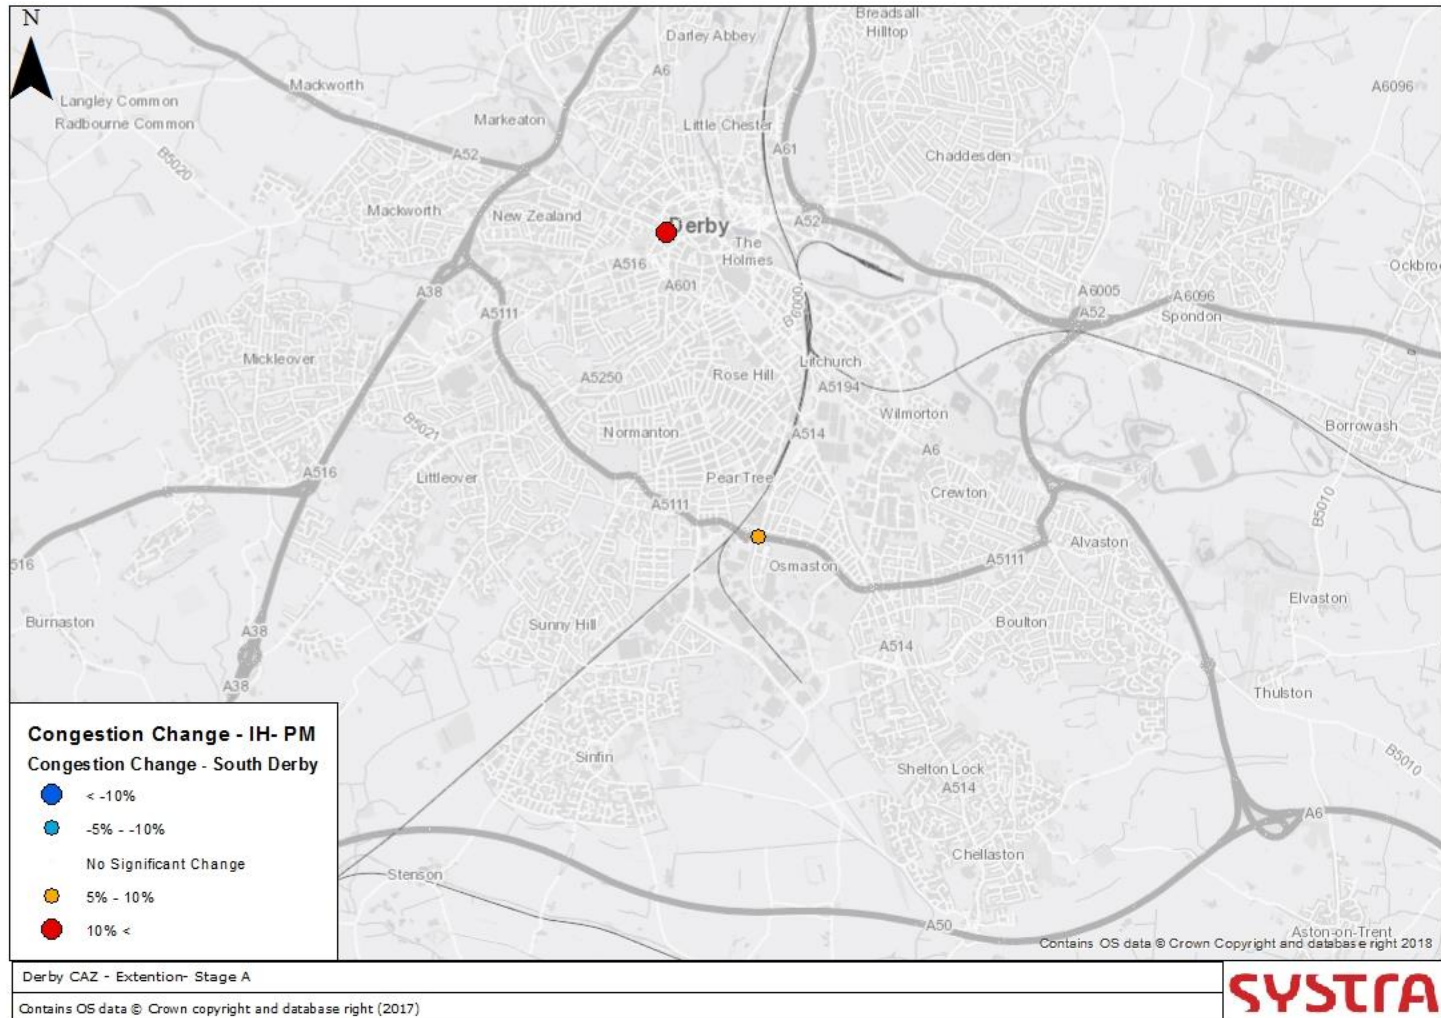 N
Breadsall
Hilltop
Darley Abbey
A6
Mackworth
A6096
Langley Common
Radbourne Common
Markeaton
Little Chester
A61
Chaddesden
B5020
A52
Mackworth
New Zealand
A52
Derby
The
Holmes
A516
Ockbro
A38
A601
A6005
A6096
A52
Spondon
A5111
Mickleover
Litchurch
A5250
Rose Hill
A5194
Wilmorton
B5021
Normanton
A514
Borrowash
A6
A516
Littleover
Pear Tree
Crewton
A5111
B5010
Alvaston
516
Osmaston
A5111
Elvaston
Burnaston
A38
Sunny Hill
Boulton
A514
A38
Thulston
B5010
Sinfin
Shelton Lock
A514
A6
Chellaston
Stenson
A50
Aston-on-Trent
Contains OS data © Crown Copyright and database right 2018
Congestion Change - IH- PM
Congestion Change - South Derby
< -10%
-5% - -10%
No Significant Change
5% - 10%
10% <
Derby CAZ - Extention- Stage A
Contains OS data © Crown copyright and database right (2017)
SYSTRA